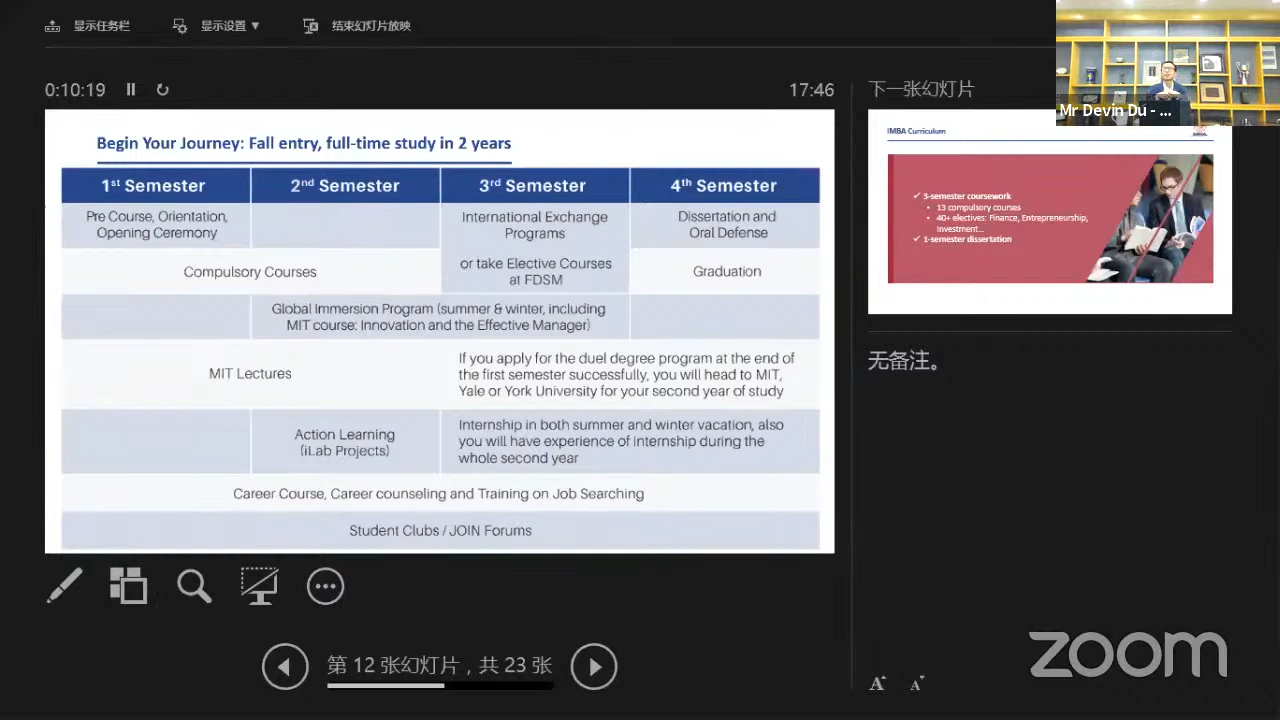 显示任务栏
显示设置 ▼
结束幻灯片放映
0:10:19
17:46
下一张幻灯片
Mr Devin Du - ...
Begin Your Journey: Fall entry, full-time study in 2 years
1st Semester
2nd Semester
3rd Semester
4th Semester
Pre Course, Orientation,
Opening Ceremony
International Exchange
Programs
Dissertation and
Oral Defense
Compulsory Courses
or take Elective Courses
at FDSM
Graduation
Global Immersion Program (summer & winter, including
MIT course: Innovation and the Effective Manager)
MIT Lectures
If you apply for the duel degree program at the end of
the first semester successfully, you will head to MIT,
Yale or York University for your second year of study
Action Learning
(iLab Projects)
Internship in both summer and winter vacation, also
you will have experience of internship during the
whole second year
Career Course, Career counseling and Training on Job Searching
Student Clubs / JOIN Forums
IMBA Curriculum
✓ 3-semester coursework
• 13 compulsory courses
• 40+ electives: Finance, Entrepreneurship,
Investment...
✓ 1-semester dissertation
无备注。
第 12 张幻灯片，共 23 张
A A
zoom